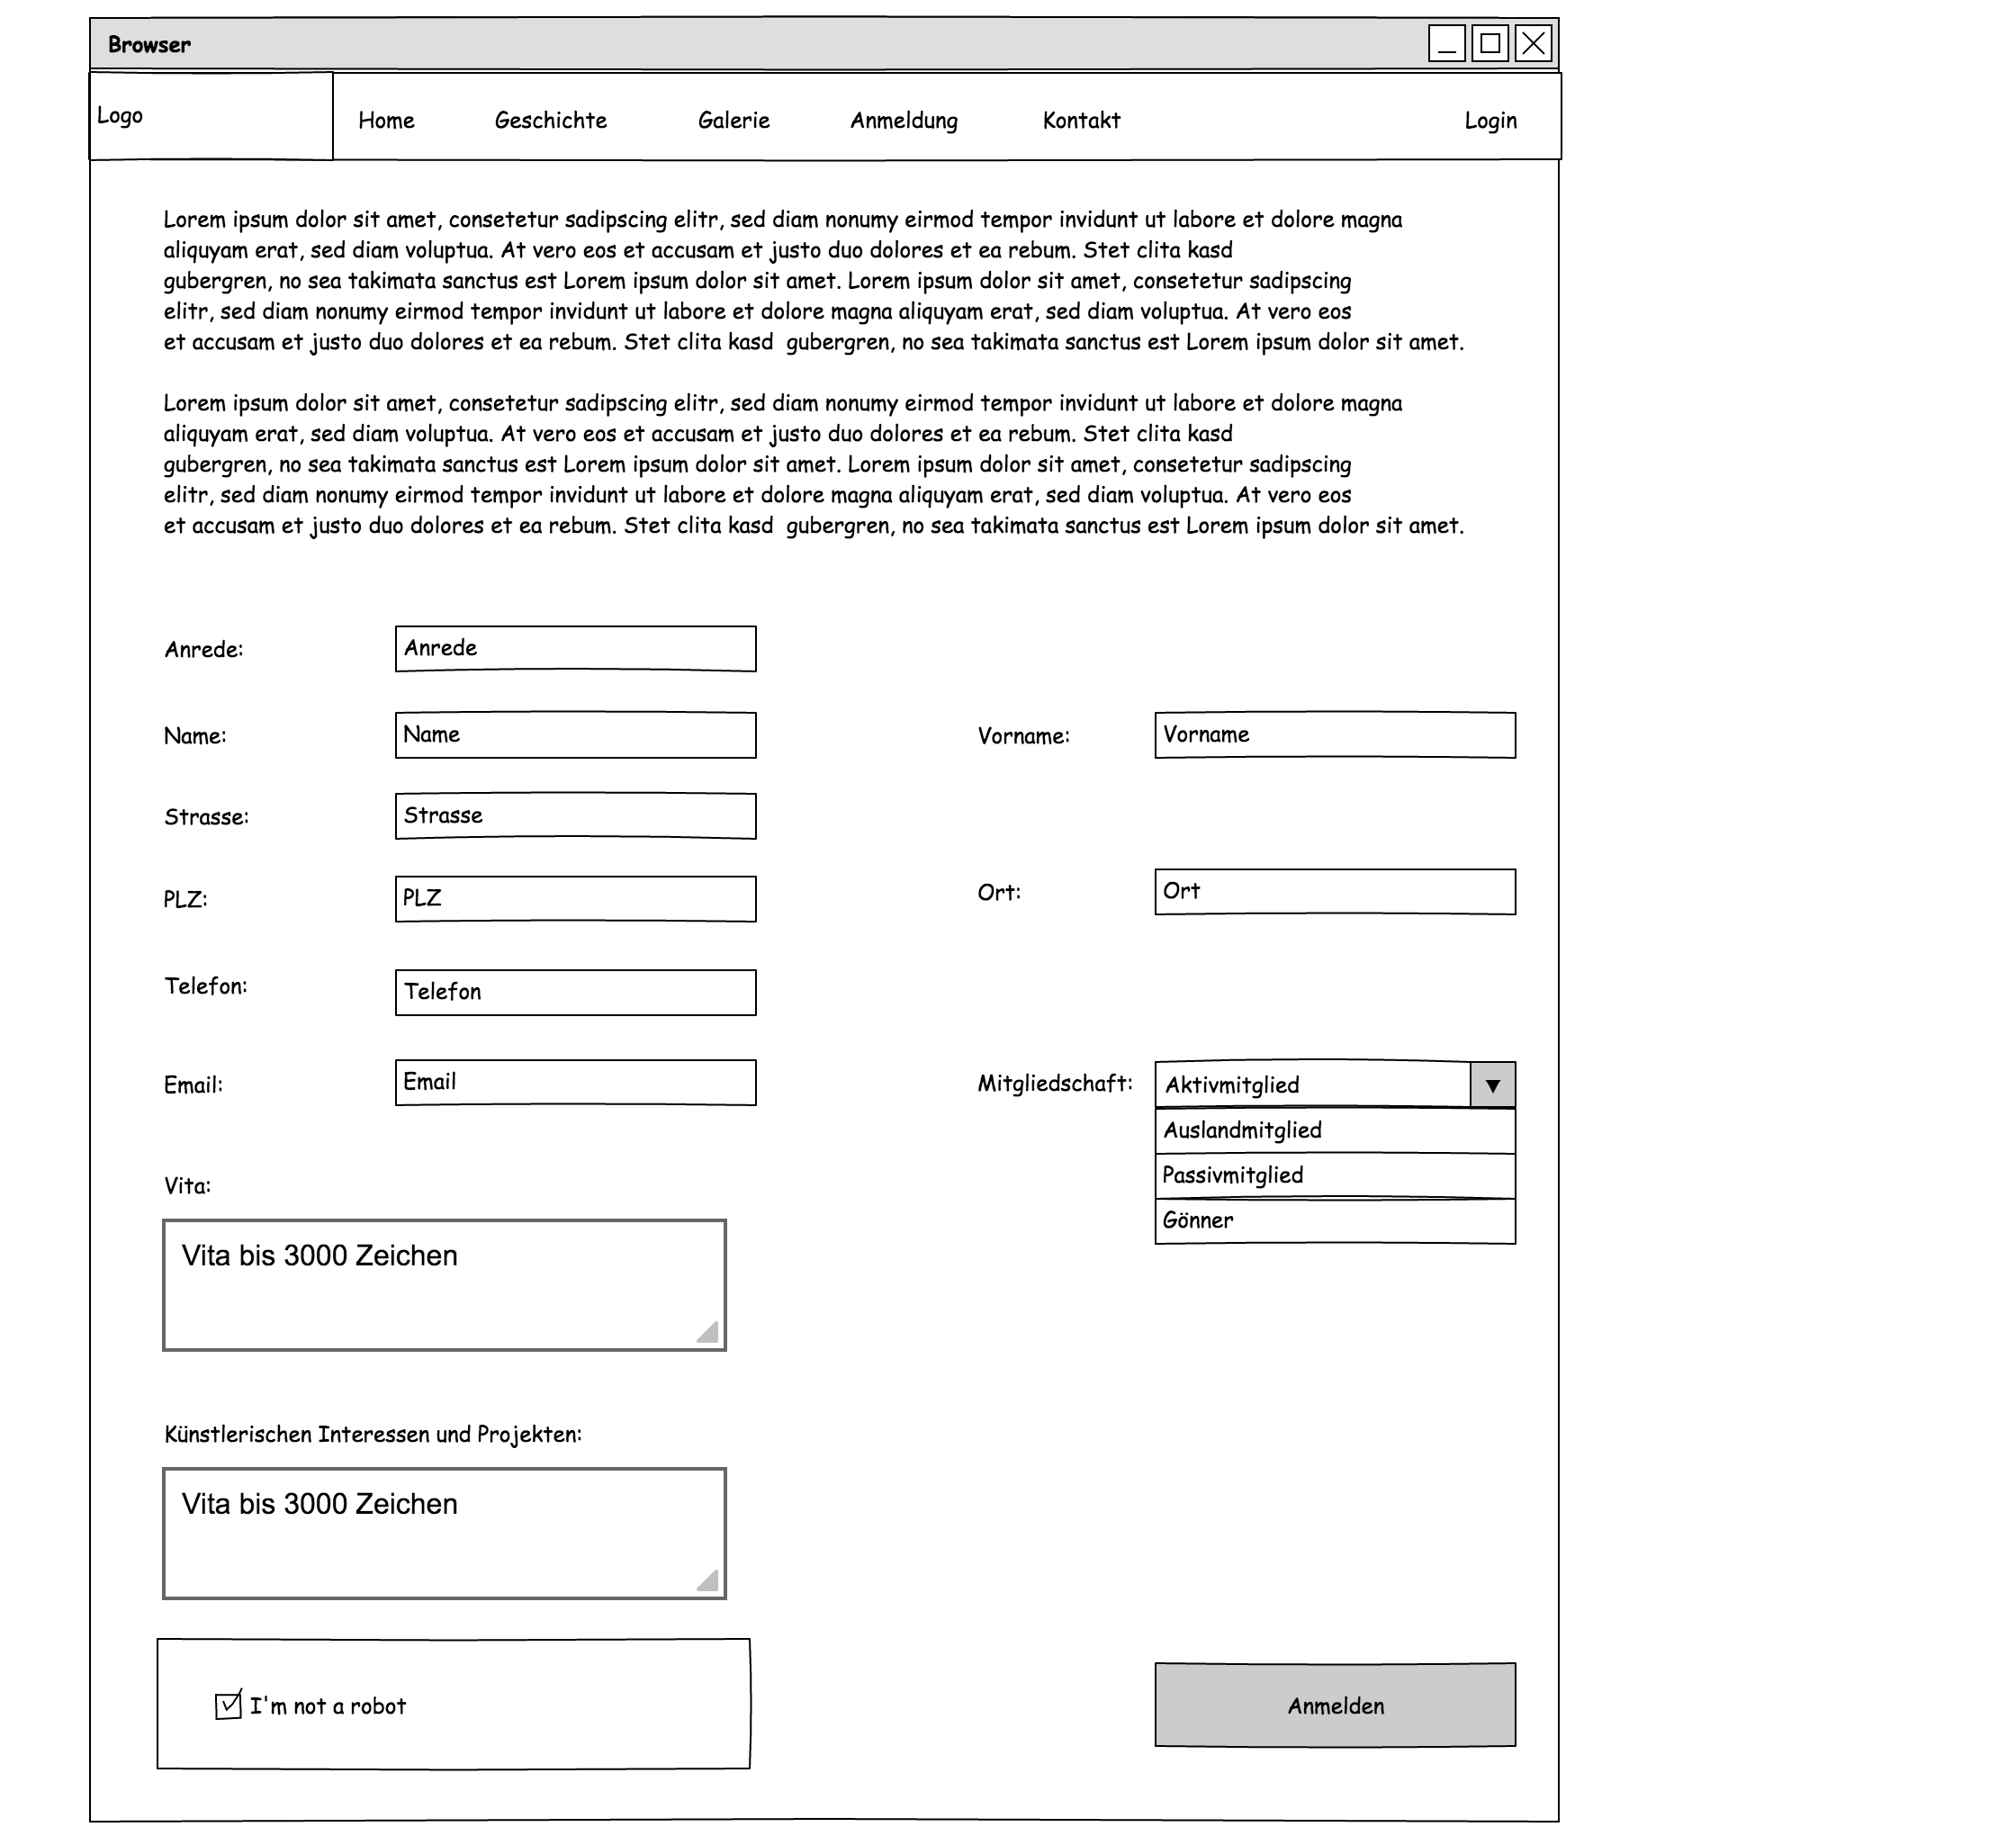 Browser
Logo
Home Geschichte Galerie Anmeldung Kontakt Login
Lorem ipsum dolor sit amet, consetetur sadipscing elitr, sed diam nonumy eirmod tempor invidunt ut labore et dolore magna
aliquyam erat, sed diam voluptua. At vero eos et accusam et justo duo dolores et ea rebum. Stet clita kasd
gubergren, no sea takimata sanctus est Lorem ipsum dolor sit amet. Lorem ipsum dolor sit amet, consetetur sadipscing
elitr, sed diam nonumy eirmod tempor invidunt ut labore et dolore magna aliquyam erat, sed diam voluptua. At vero eos
et accusam et justo duo dolores et ea rebum. Stet clita kasd gubergren, no sea takimata sanctus est Lorem ipsum dolor sit amet.
Lorem ipsum dolor sit amet, consetetur sadipscing elitr, sed diam nonumy eirmod tempor invidunt ut labore et dolore magna
aliquyam erat, sed diam voluptua. At vero eos et accusam et justo duo dolores et ea rebum. Stet clita kasd
gubergren, no sea takimata sanctus est Lorem ipsum dolor sit amet. Lorem ipsum dolor sit amet, consetetur sadipscing
elitr, sed diam nonumy eirmod tempor invidunt ut labore et dolore magna aliquyam erat, sed diam voluptua. At vero eos
et accusam et justo duo dolores et ea rebum. Stet clita kasd gubergren, no sea takimata sanctus est Lorem ipsum dolor sit amet.
Anrede: Anrede
Name: Name Vorname: Vorname
Strasse: Strasse
PLZ: PLZ Ort: Ort
Telefon: Telefon
Email: Email Mitgliedschaft: Aktivmitglied
Auslandmitglied
Passivmitglied
Gönner
Vita:
Vita bis 3000 Zeichen
Künstlerischen Interessen und Projekten:
Vita bis 3000 Zeichen
I'm not a robot
Anmelden